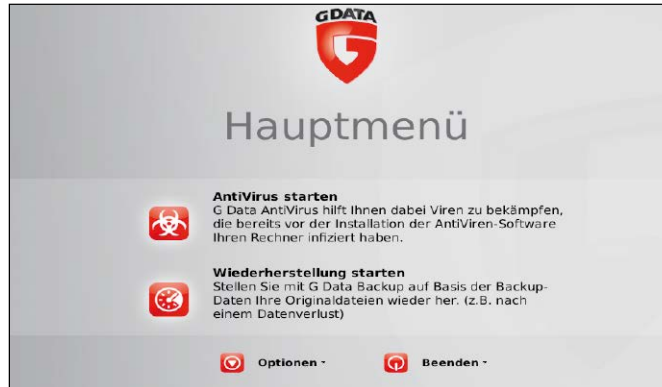 GDATA
Hauptmenü
AntiVirus starten
G Data AntiVirus hilft Ihnen dabei Viren zu bekämpfen,
die bereits vor der Installation der AntiViren-Software
Ihren Rechner infiziert haben.
Wiederherstellung starten
Stellen Sie mit G Data Backup auf Basis der Backup-
Daten Ihre Originaldateien wieder her. (z.B. nach
einem Datenverlust)
Optionen
Beenden